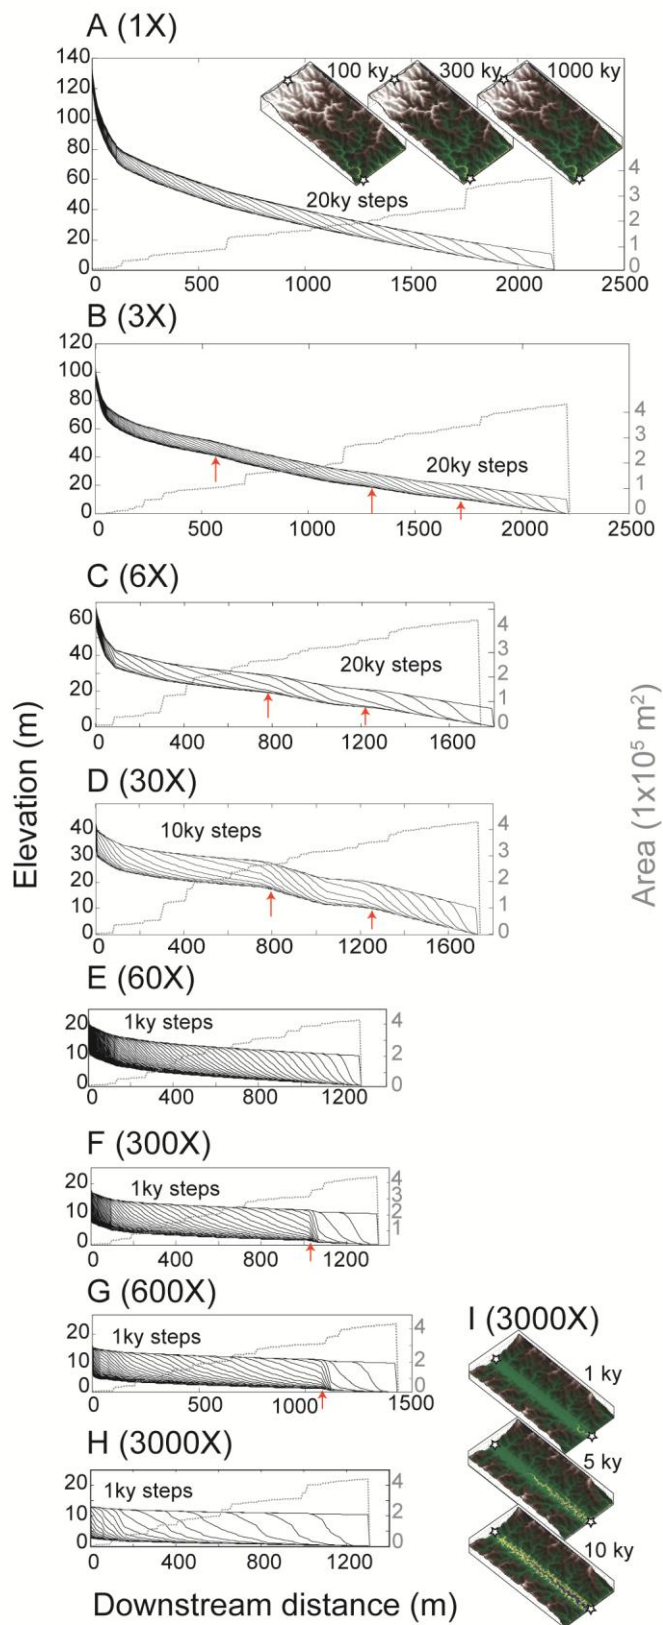 A (1X)
140
120
100
80
60
40
20
0
100 ky
300 ky
1000 ky
20ky steps
4
3
2
1
0
0 500 1000 1500 2000 2500
B (3X)
120
100
80
60
40
20
0
20ky steps
4
3
2
1
0
0 500 1000 1500 2000 2500
C (6X)
60
40
20
0
20ky steps
4
3
2
1
0
0 400 800 1200 1600
D (30X)
40
30
20
10
0
10ky steps
4
3
2
1
0
0 400 800 1200 1600
Elevation (m)
Area (1x10⁵ m²)
E (60X)
20
10
0
1ky steps
4
2
0
0 400 800 1200
F (300X)
20
10
0
1ky steps
4
3
2
1
0 400 800 1200
G (600X)
20
10
0
1ky steps
4
2
0
0 500 1000 1500
H (3000X)
20
10
0
1ky steps
4
2
0
0 200 400 600 800 1000 1200
I (3000X)
1 ky
5 ky
10 ky
Downstream distance (m)